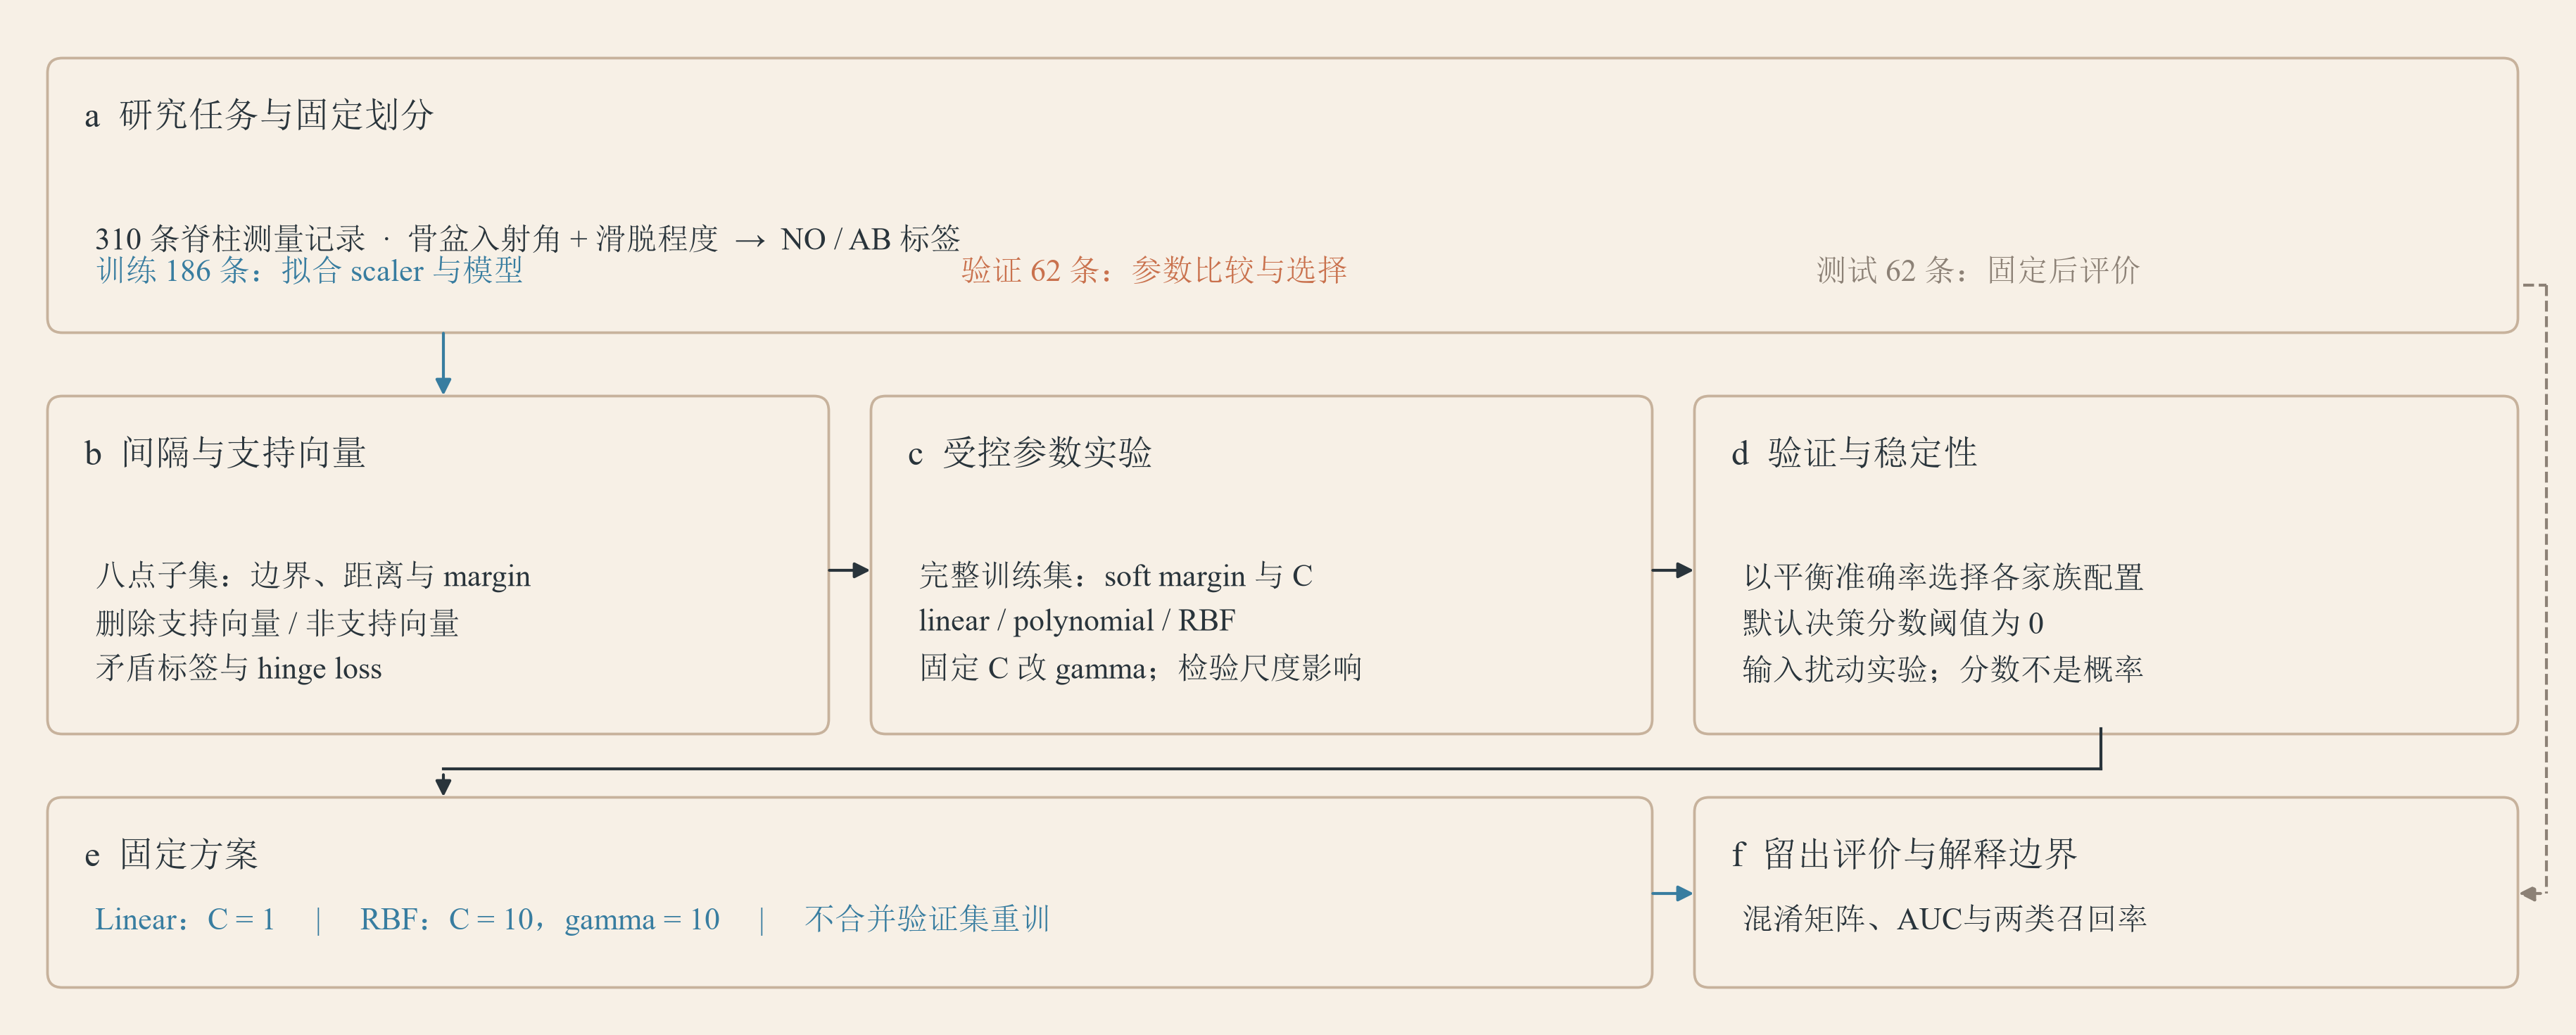 a 研究任务与固定划分
310 条脊柱测量记录 · 骨盆入射角 + 滑脱程度 → NO / AB 标签
训练 186 条：拟合 scaler 与模型
验证 62 条：参数比较与选择
测试 62 条：固定后评价
b 间隔与支持向量
八点子集：边界、距离与 margin
删除支持向量 / 非支持向量
矛盾标签与 hinge loss
c 受控参数实验
完整训练集：soft margin 与 C
linear / polynomial / RBF
固定 C 改 gamma；检验尺度影响
d 验证与稳定性
以平衡准确率选择各家族配置
默认决策分数阈值为 0
输入扰动实验；分数不是概率
e 固定方案
Linear：C = 1 | RBF：C = 10，gamma = 10 | 不合并验证集重训
f 留出评价与解释边界
混淆矩阵、AUC与两类召回率